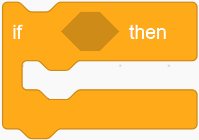 if then